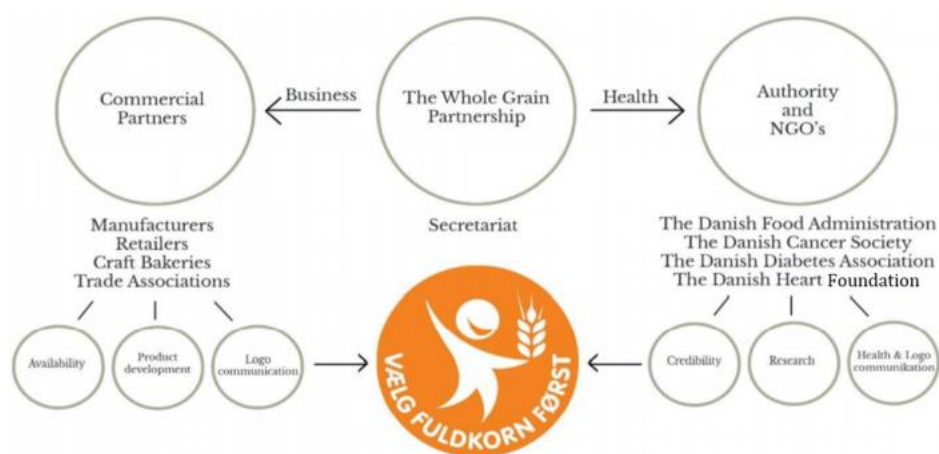 Commercial
Partners
Business
The Whole Grain
Partnership
Health
Authority
and
NGO's
Manufacturers
Retailers
Craft Bakeries
Trade Associations
Secretariat
The Danish Food Administration
The Danish Cancer Society
The Danish Diabetes Association
The Danish Heart Foundation
Availability
Product
development
Logo
communication
VÆLG FULDKORN FØRST
Credibility
Research
Health & Logo
communikation